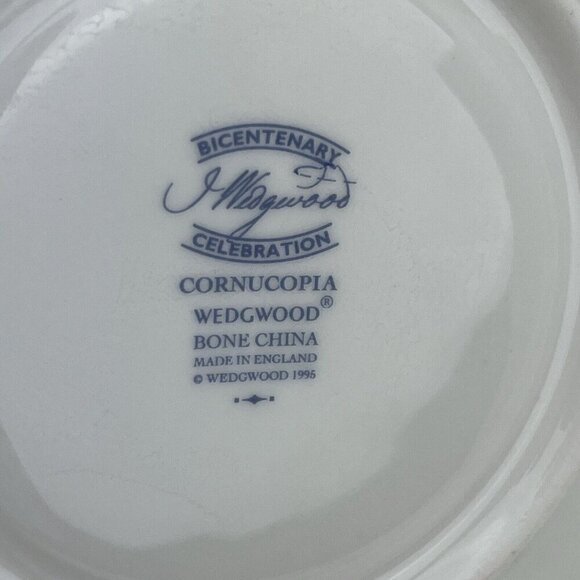 BICENTENARY
J Wedgwood
CELEBRATION
CORNUCOPIA
WEDGWOOD®
BONE CHINA
MADE IN ENGLAND
© WEDGWOOD 1995